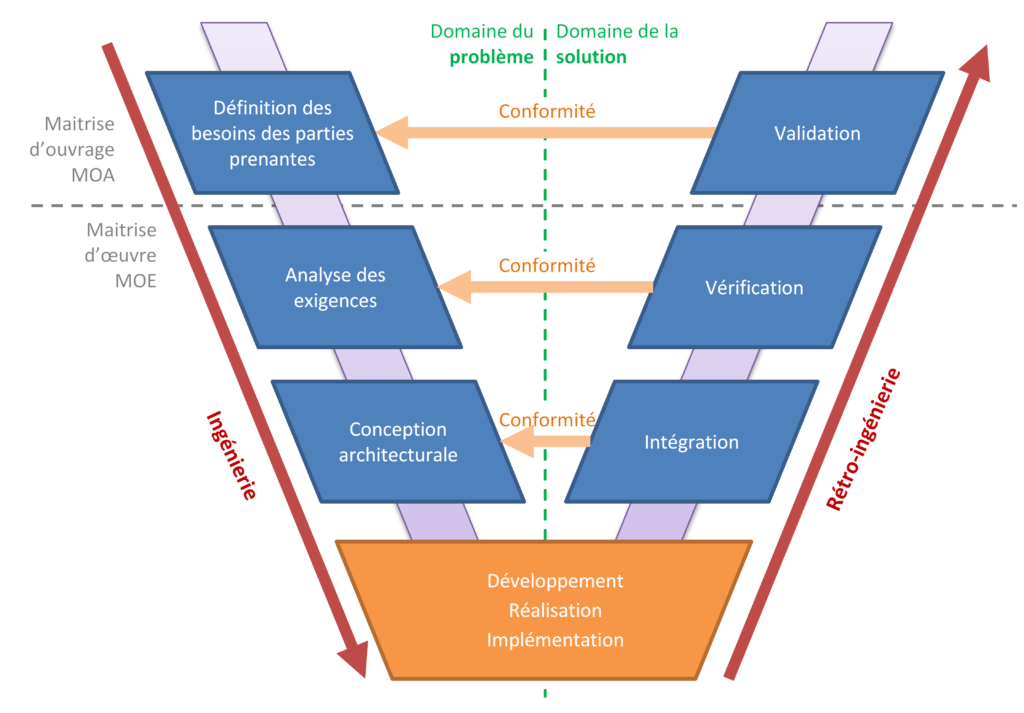 Domaine du
problème
Domaine de la
solution
Maitrise
d'ouvrage
MOA
Définition des
besoins des parties
prenantes
Conformité
Validation
Maitrise
d'œuvre
MOE
Analyse des
exigences
Conformité
Vérification
Ingénierie
Conception
architecturale
Conformité
Intégration
Rétro-ingénierie
Développement
Réalisation
Implémentation